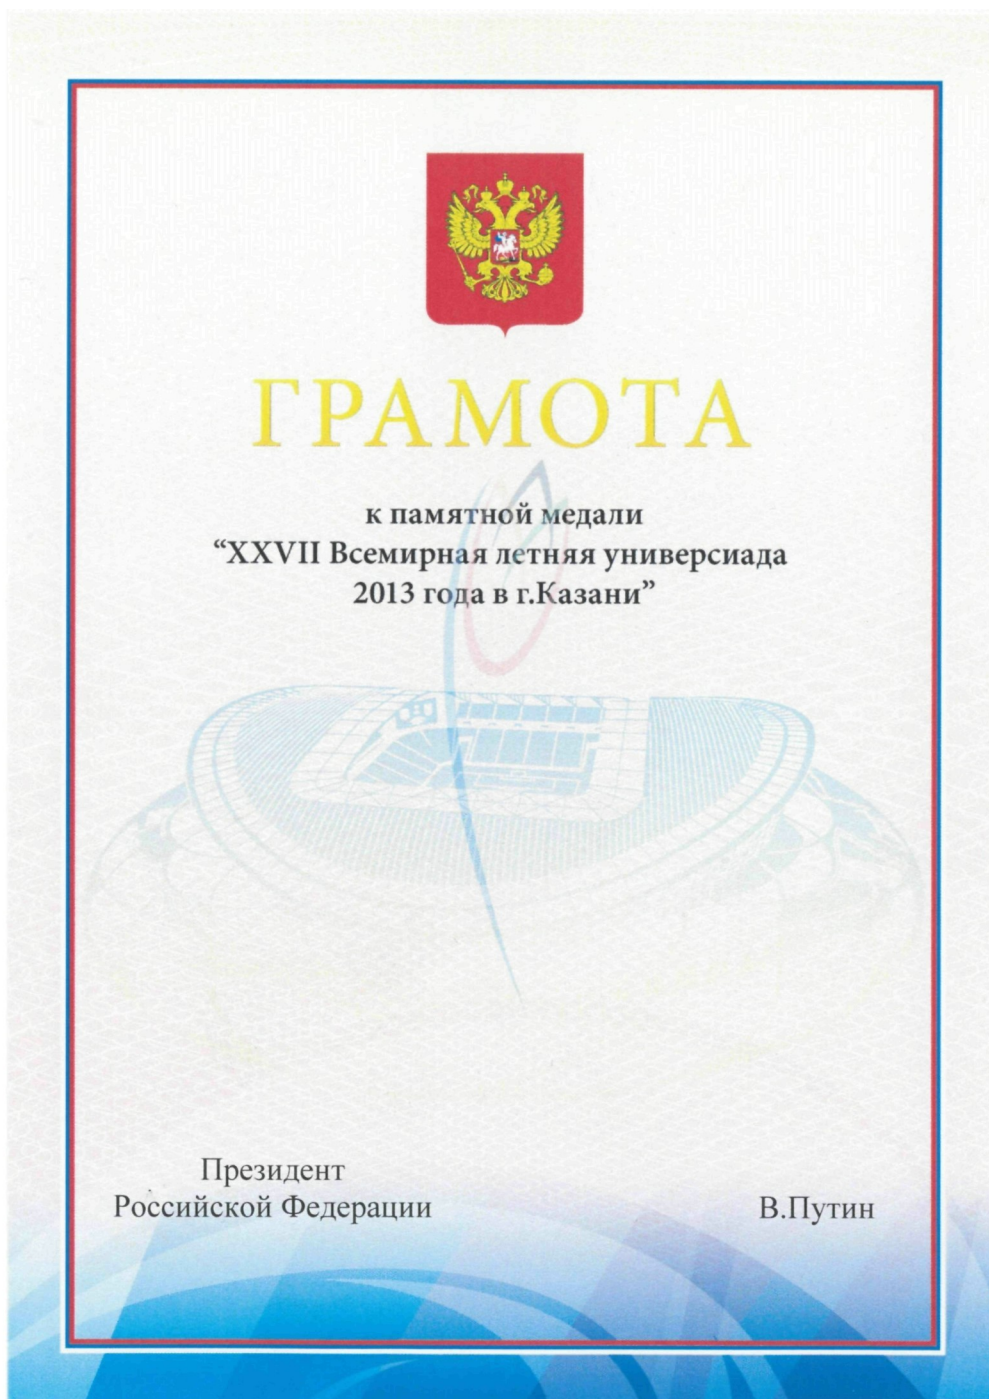 ГРАМОТА
к памятной медали
“XXVII Всемирная летняя универсиада
2013 года в г.Казани”
Президент
Российской Федерации
В.Путин